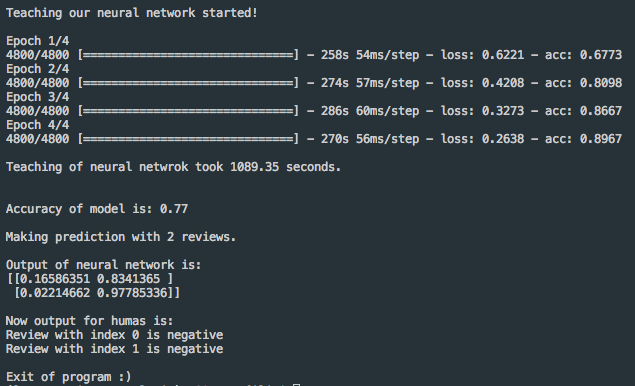 Teaching our neural network started!
Epoch 1/4
4800/4800 [==============================] - 258s 54ms/step - loss: 0.6221 - acc: 0.6773
Epoch 2/4
4800/4800 [==============================] - 274s 57ms/step - loss: 0.4208 - acc: 0.8098
Epoch 3/4
4800/4800 [==============================] - 286s 60ms/step - loss: 0.3273 - acc: 0.8667
Epoch 4/4
4800/4800 [==============================] - 270s 56ms/step - loss: 0.2638 - acc: 0.8967
Teaching of neural netwrok took 1089.35 seconds.
Accuracy of model is: 0.77
Making prediction with 2 reviews.
Output of neural network is:
[[0.16586351 0.8341365 ]
 [0.02214662 0.97785336]]
Now output for humas is:
Review with index 0 is negative
Review with index 1 is negative
Exit of program :)